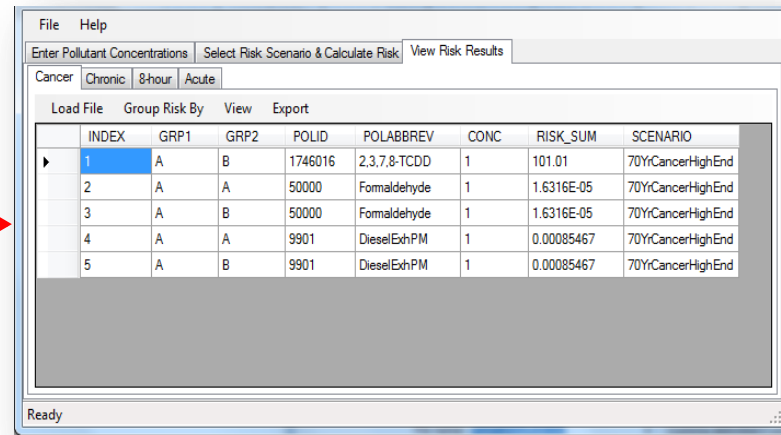 File Help
Enter Pollutant Concentrations Select Risk Scenario & Calculate Risk View Risk Results
Cancer Chronic 8-hour Acute
Load File Group Risk By View Export
INDEX GRP1 GRP2 POLID POLABBREV CONC RISK_SUM SCENARIO
1 A B 1746016 2,3,7,8-TCDD 1 101.01 70YrCancerHighEnd
2 A A 50000 Formaldehyde 1 1.6316E-05 70YrCancerHighEnd
3 A B 50000 Formaldehyde 1 1.6316E-05 70YrCancerHighEnd
4 A A 9901 DieselExhPM 1 0.00085467 70YrCancerHighEnd
5 A B 9901 DieselExhPM 1 0.00085467 70YrCancerHighEnd
Ready